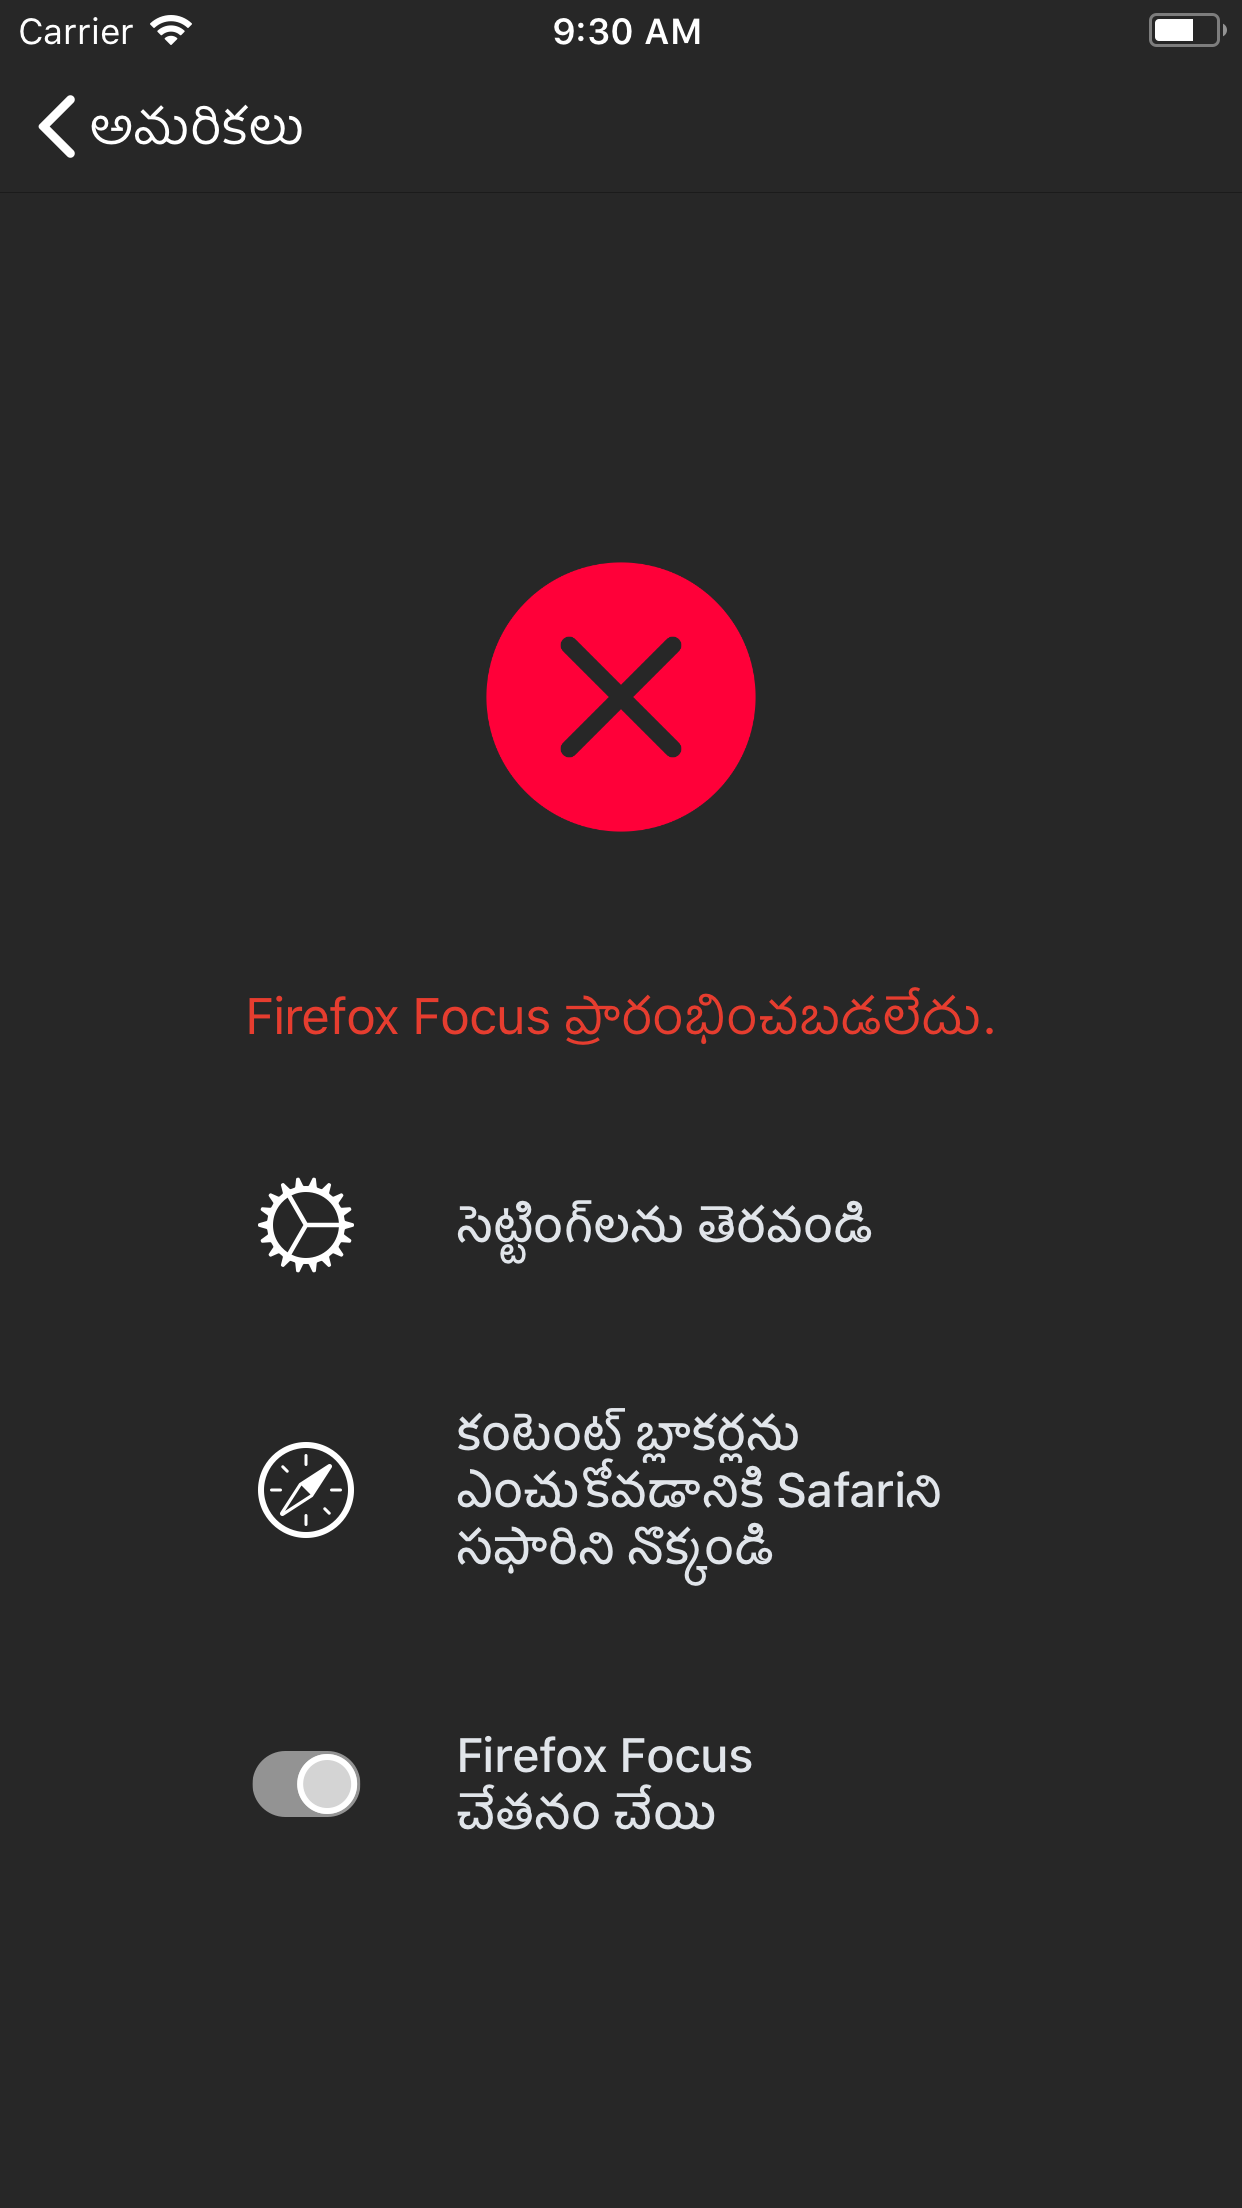 Carrier 9:30 AM
అమరికలు
Firefox Focus ప్రారంభించబడలేదు.
సెట్టింగ్‌లను తెరవండి
కంటెంట్ బ్లాకర్లను
ఎంచుకోవడానికి Safariని
సఫారిని నొక్కండి
Firefox Focus
చేతనం చేయి